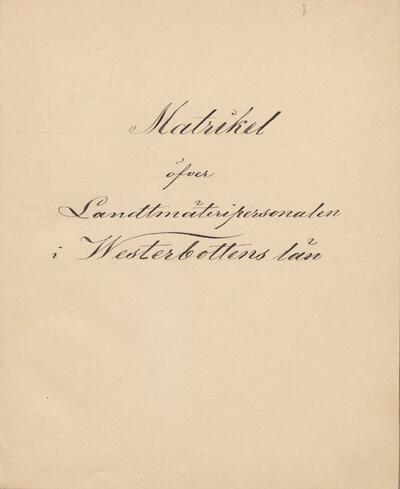 Matrikel
öfver
Landtmäteripersonalen
i Westerbottens län